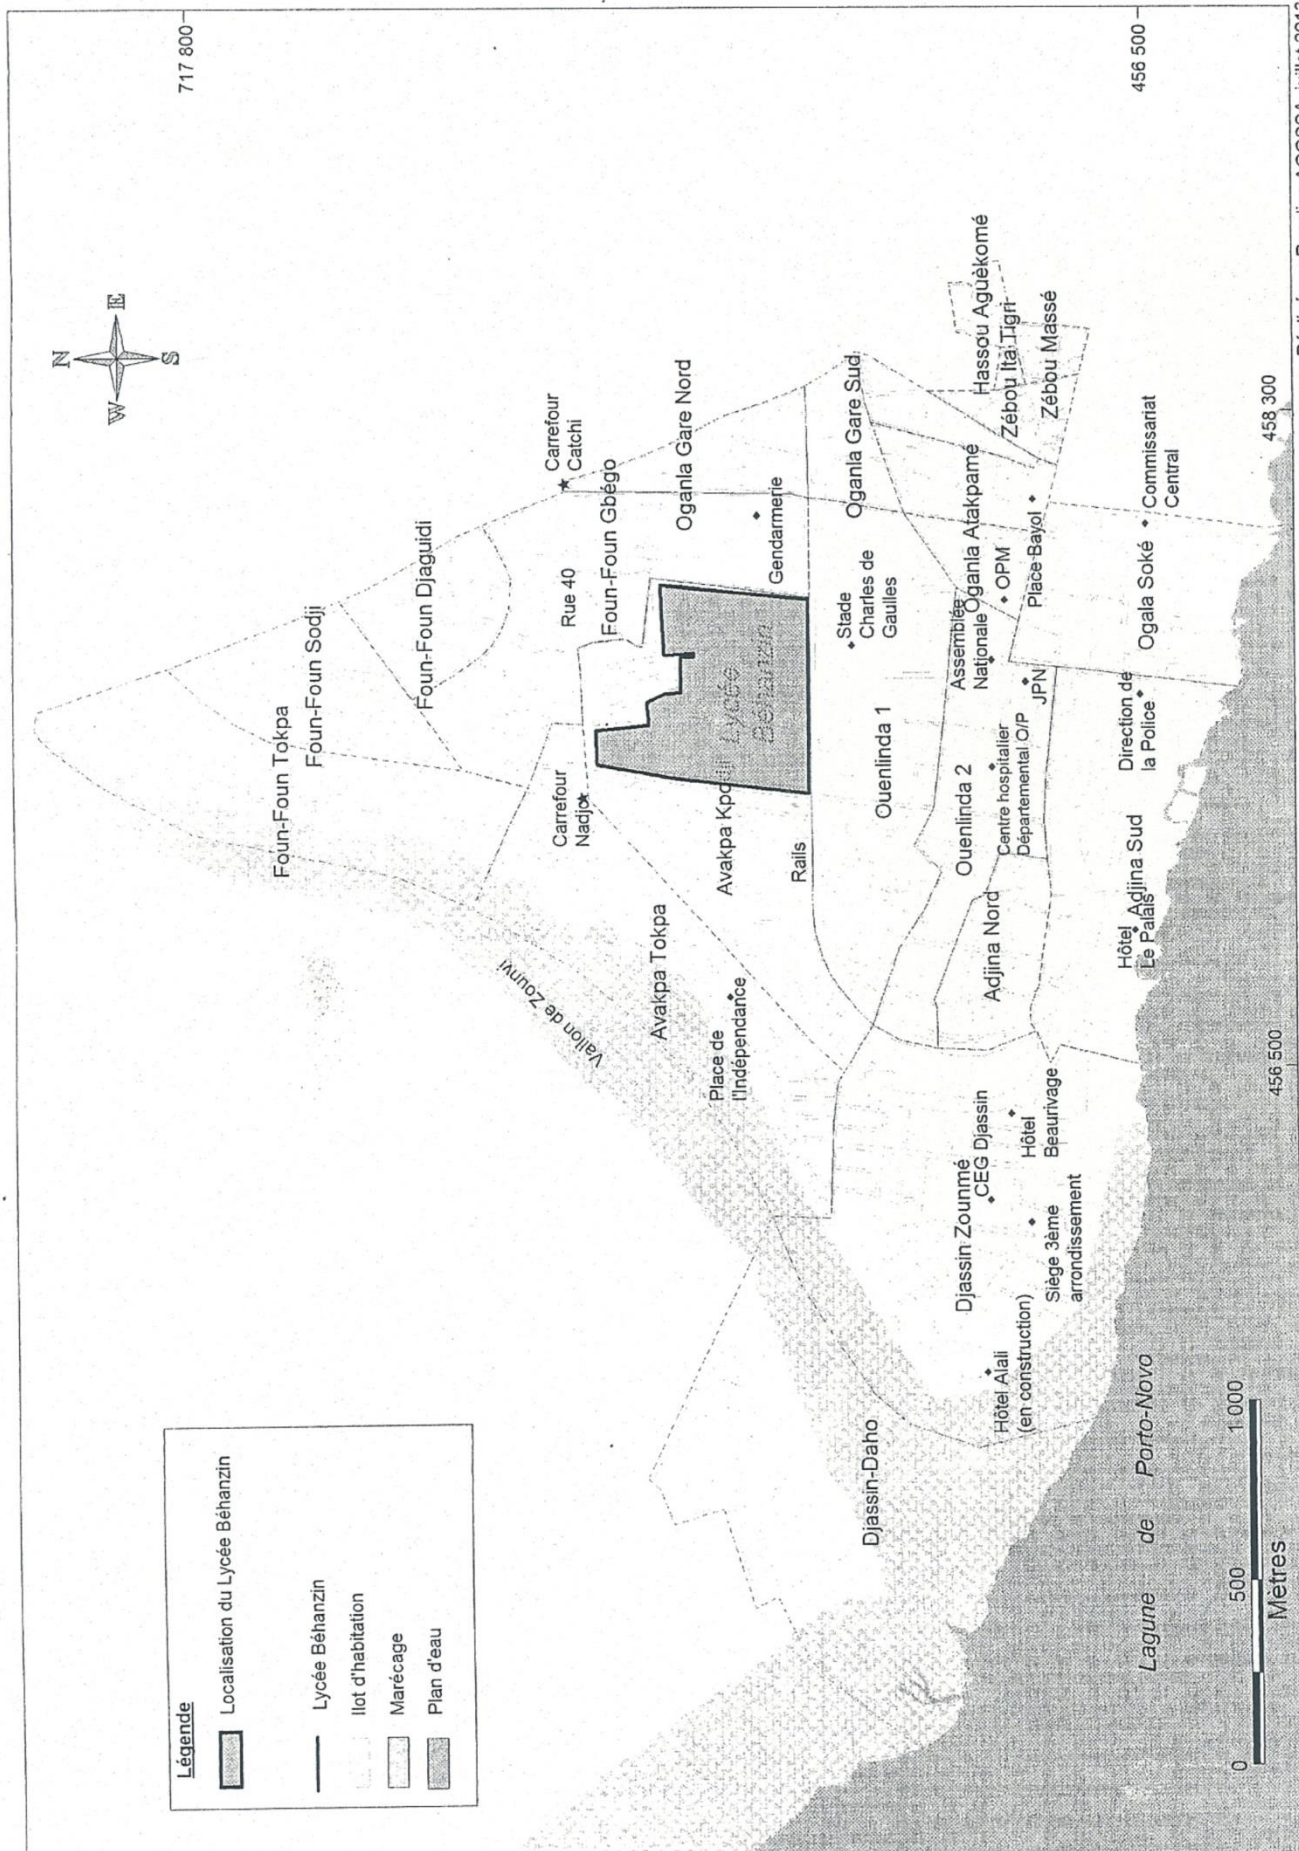 717 800
N
W
E
S
Foun-Foun Tokpa
Foun-Foun Sodji
Foun-Foun Djaguidi
Carrefour
Catchi
Rue 40
Foun-Foun Gbégo
Oganla Gare Nord
Gendarmerie
Carrefour
Nadjo
Lycée
Béhanzin
Avakpa
Rails
Vallon de Zounvi
Avakpa Tokpa
Place de
l'Indépendance
Stade
Charles de
Gaulles
Oganla Gare Sud
Ouenlinda 1
Hassou Aguèkomé
Zébou Ita Tigri
Zébou Massé
Oganla Atakpamé
Assemblée
Nationale
OPM
Place Bayol
JPN
Ouenlinda 2
Centre hospitalier
Départemental O/P
Adjina Nord
Commissariat
Central
Ogala Soké
Direction de
la Police
Adjina Sud
Hôtel
Le Palais
Djassin Zounmé
CEG Djassin
Hôtel
Beaurivage
Siège 3ème
arrondissement
Hôtel Alali
(en construction)
Djassin-Daho
Lagune de Porto-Novo
456 500
458 300
456 500
0 500 1 000
Mètres
Légende
Localisation du Lycée Béhanzin
Lycée Béhanzin
Ilot d'habitation
Marécage
Plan d'eau